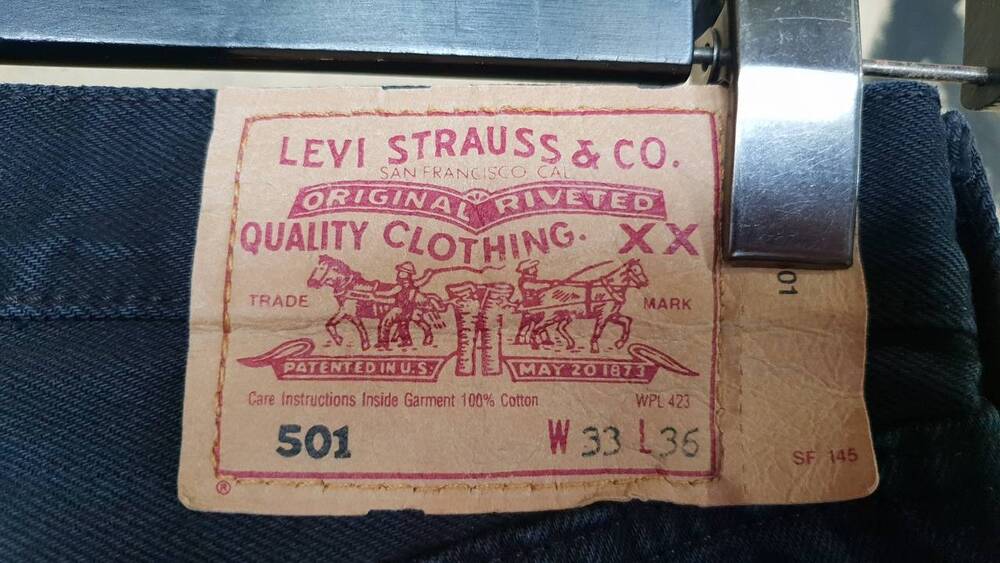 LEVI STRAUSS & CO.
SAN FRANCISCO CAL
ORIGINAL RIVETED
QUALITY CLOTHING. XX
TRADE MARK
PATENTED IN U.S. MAY 20 1873
Care Instructions Inside Garment 100% Cotton WPL 423
501 W 33 L 36
®
01
SF 145